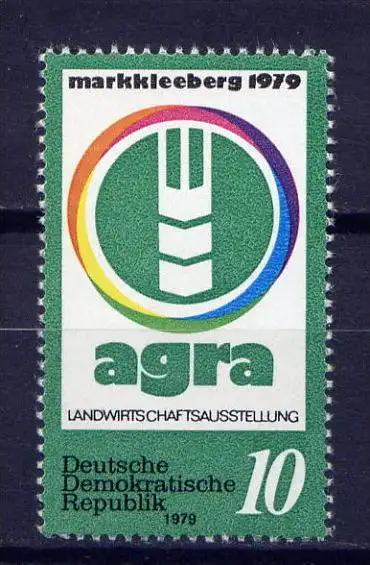 markkleeberg 1979
agra
LANDWIRTSCHAFTSAUSSTELLUNG
Deutsche
Demokratische
Republik
1979
10